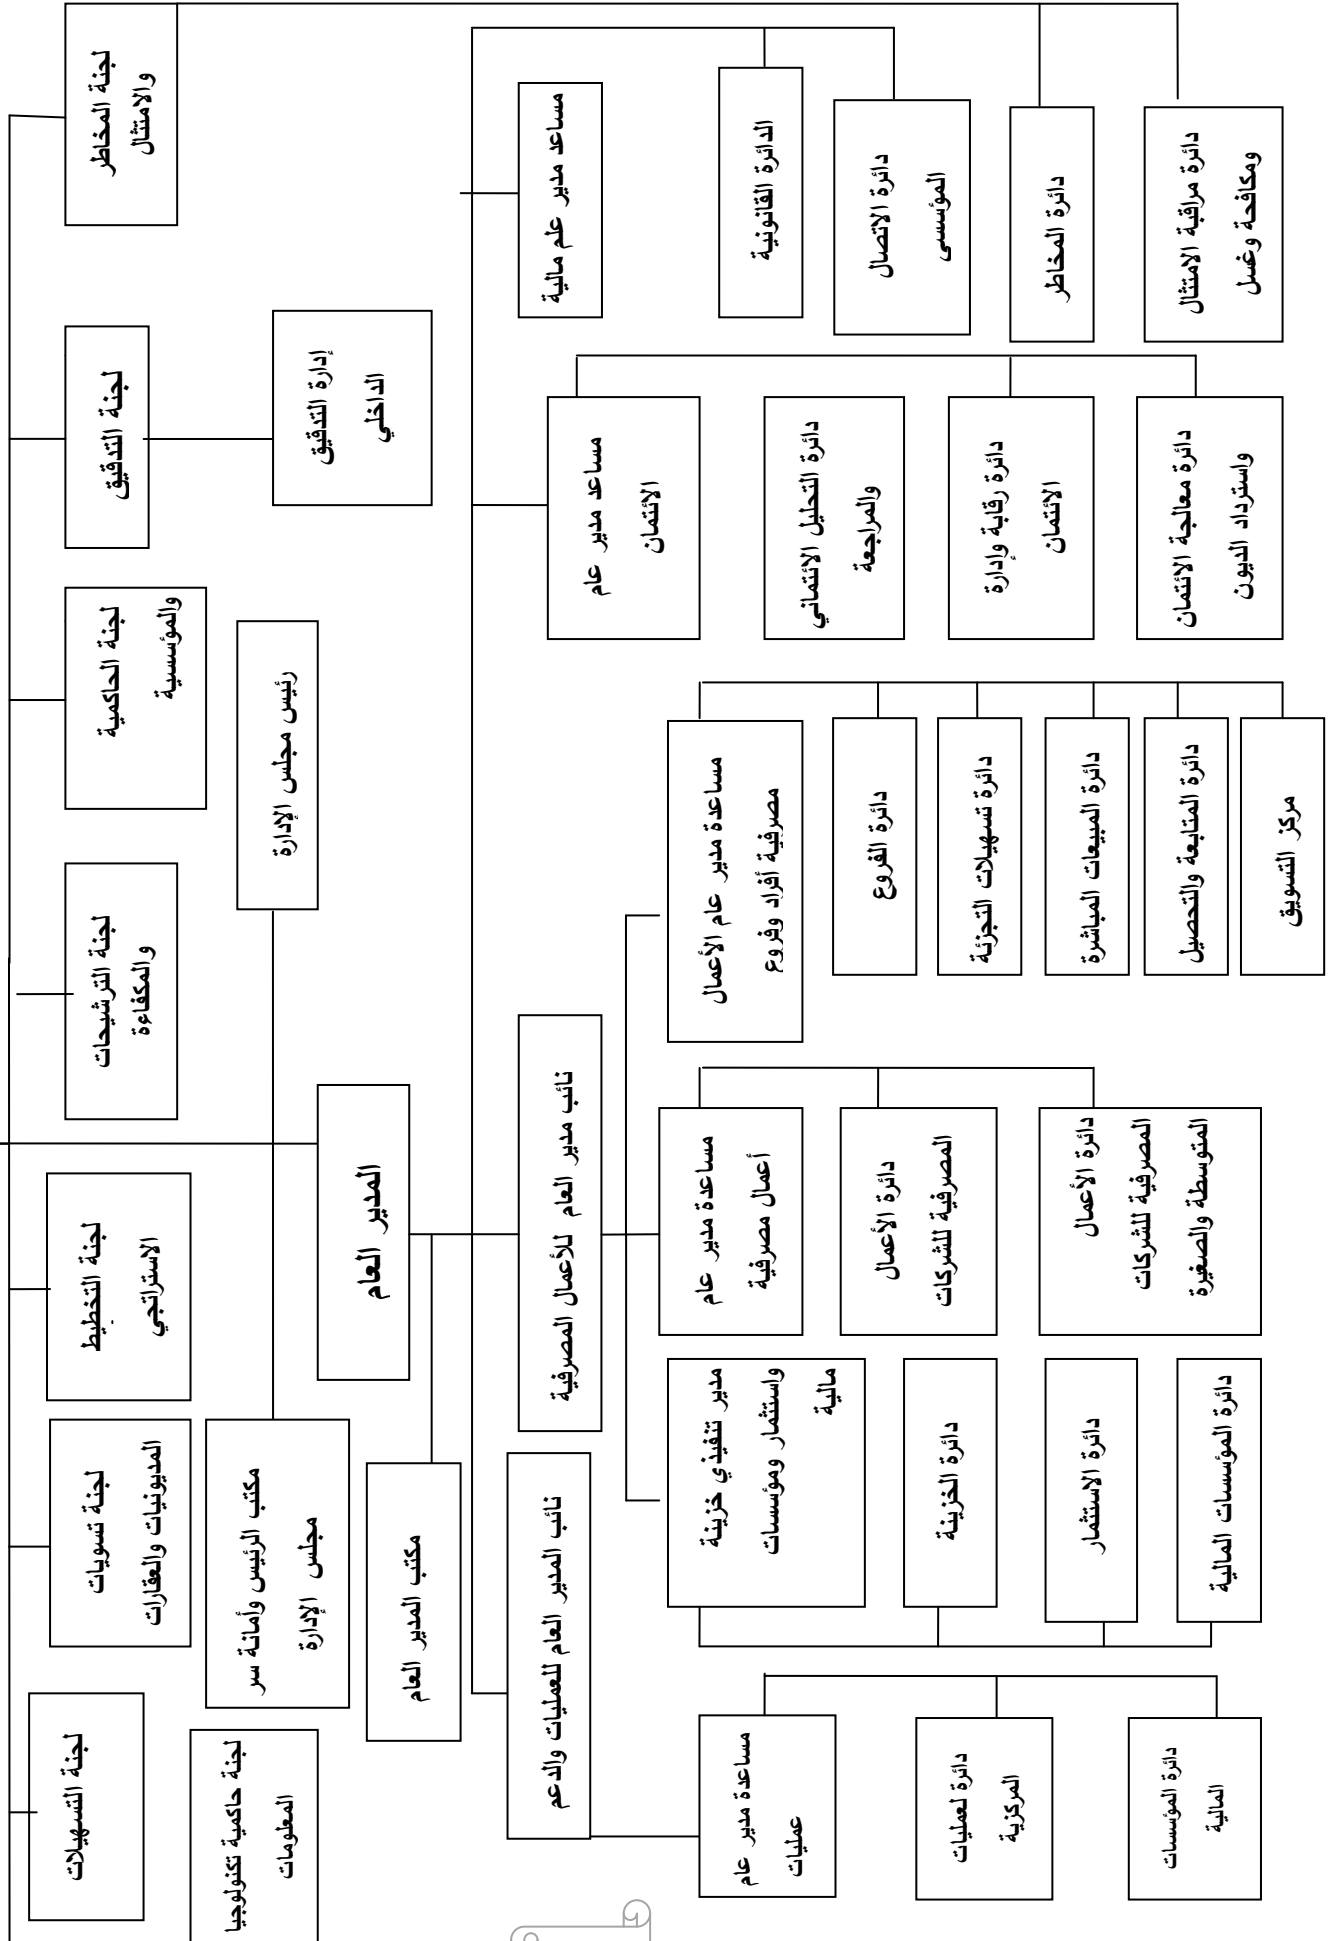 لجنة المخاطر
والامتثال
لجنة التدقيق
لجنة الحاكمية
والمؤسسية
لجنة الترشيحات
والمكفاءة
لجنة التخطيط
الاستراتجي
لجنة تسويات
المديونيات والعقارات
لجنة التسهيلات
لجنة حاكمية تكنولوجيا
المعلومات
إدارة التدقيق
الداخلي
رئيس مجلس الإدارة
مكتب الرئيس وأمانة سر
مجلس الإدارة
المدير العام
مكتب المدير العام
مساعد مدير علم مالية
نائب مدير العام للأعمال المصرفية
نائب المدير العام للعمليات والدعم
الدائرة القانونية
دائرة الاتصال
المؤسسي
دائرة المخاطر
دائرة مراقبة الامتثال
ومكافحة وغسل
مساعد مدير عام
الائتمان
دائرة التحليل الائتماني
والمراجعة
دائرة رقابة وإدارة
الائتمان
دائرة معالجة الائتمان
واسترداد الديون
مساعدة مدير عام الأعمال
مصرفية أفراد وفروع
دائرة الفروع
دائرة تسهيلات التجزئة
دائرة المبيعات المباشرة
دائرة المتابعة والتحصيل
مركز التسويق
مساعدة مدير عام
أعمال مصرفية
دائرة الأعمال
المصرفية للشركات
دائرة الأعمال
المصرفية للشركات
المتوسطة والصغيرة
مدير تنفيذي خزينة
واستثمار ومؤسسات
مالية
دائرة الخزينة
دائرة الاستثمار
دائرة المؤسسات المالية
مساعدة مدير عام
عمليات
دائرة لعمليات
المركزية
دائرة المؤسسات
المالية